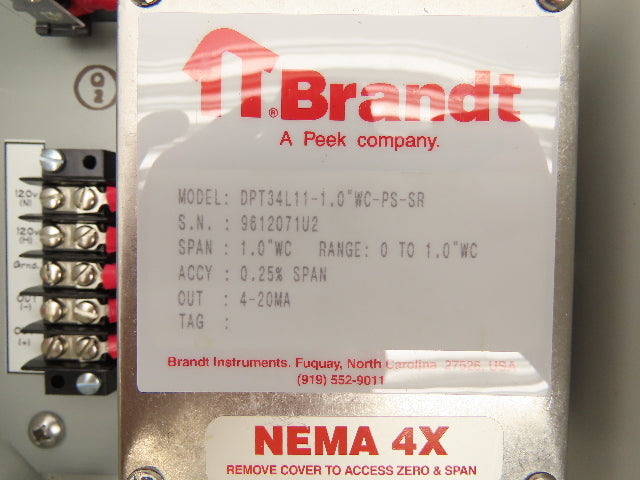 Brandt
®
A Peek company.
MODEL: DPT34L11-1.0"WC-PS-SR
S.N. : 9612071U2
SPAN : 1.0"WC RANGE: 0 TO 1.0"WC
ACCY : 0.25% SPAN
OUT : 4-20MA
TAG :
Brandt Instruments. Fuquay, North Carolina 27526 USA
(919) 552-9011
NEMA 4X
REMOVE COVER TO ACCESS ZERO & SPAN
Q
2
120v
(N)
120v
(H)
Grnd.
OUT
(-)
(+)